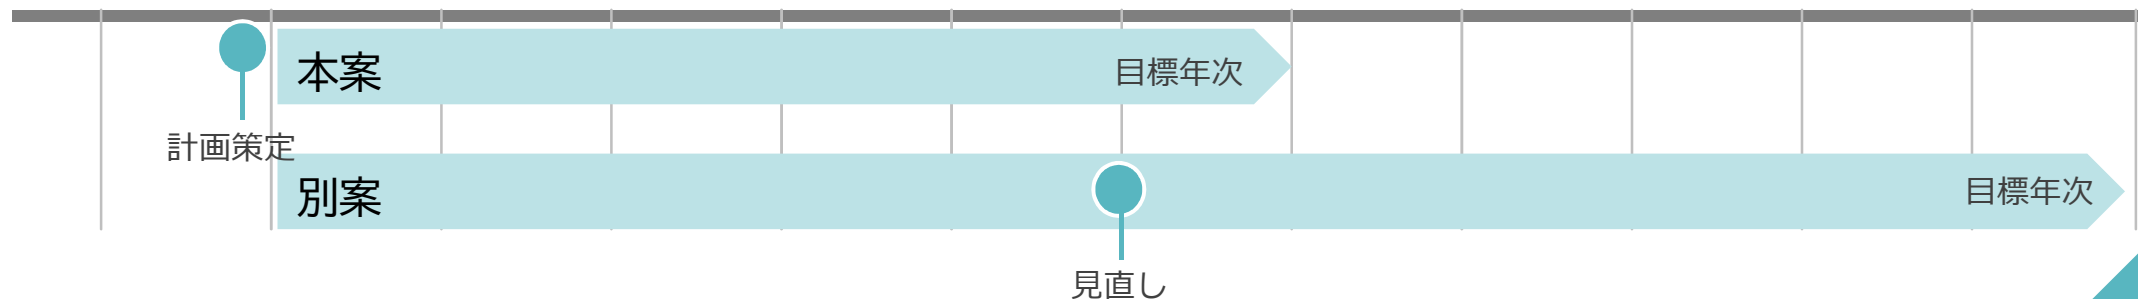 本案
目標年次
計画策定
別案
目標年次
見直し